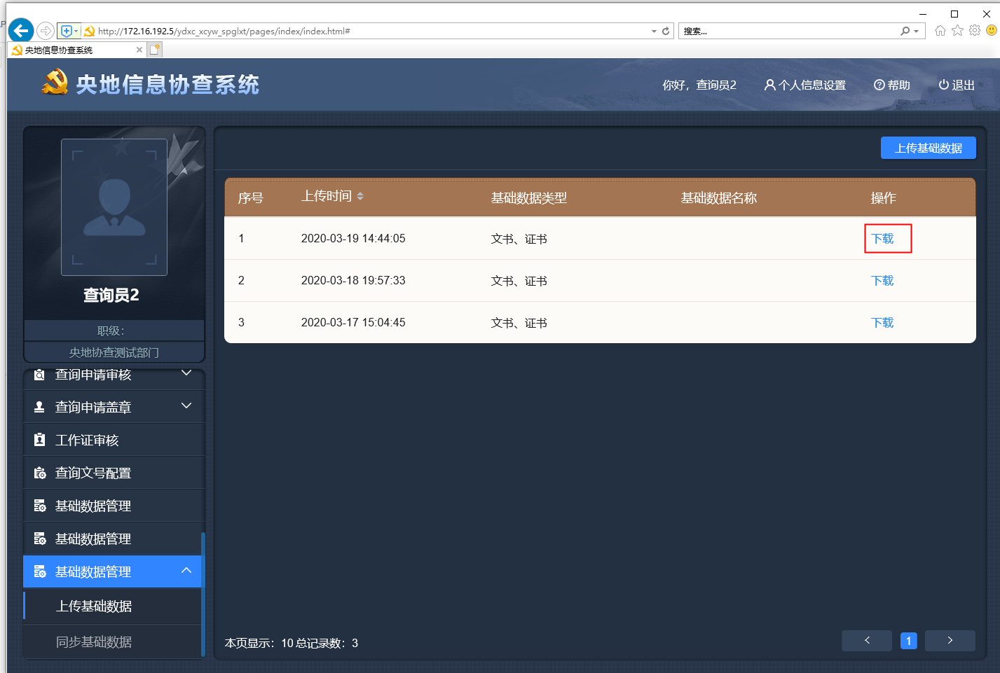 http://172.16.192.5/ydxc_xcyw_spglxt/pages/index/index.html#
搜索...
央地信息协查系统
央地信息协查系统
你好，查询员2
个人信息设置
帮助
退出
查询员2
职级：
央地协查测试部门
查询申请审核
查询申请盖章
工作证审核
查询文号配置
基础数据管理
基础数据管理
基础数据管理
上传基础数据
同步基础数据
上传基础数据
序号 上传时间 基础数据类型 基础数据名称 操作
1 2020-03-19 14:44:05 文书、证书 下载
2 2020-03-18 19:57:33 文书、证书 下载
3 2020-03-17 15:04:45 文书、证书 下载
本页显示：10 总记录数：3
< 1 >